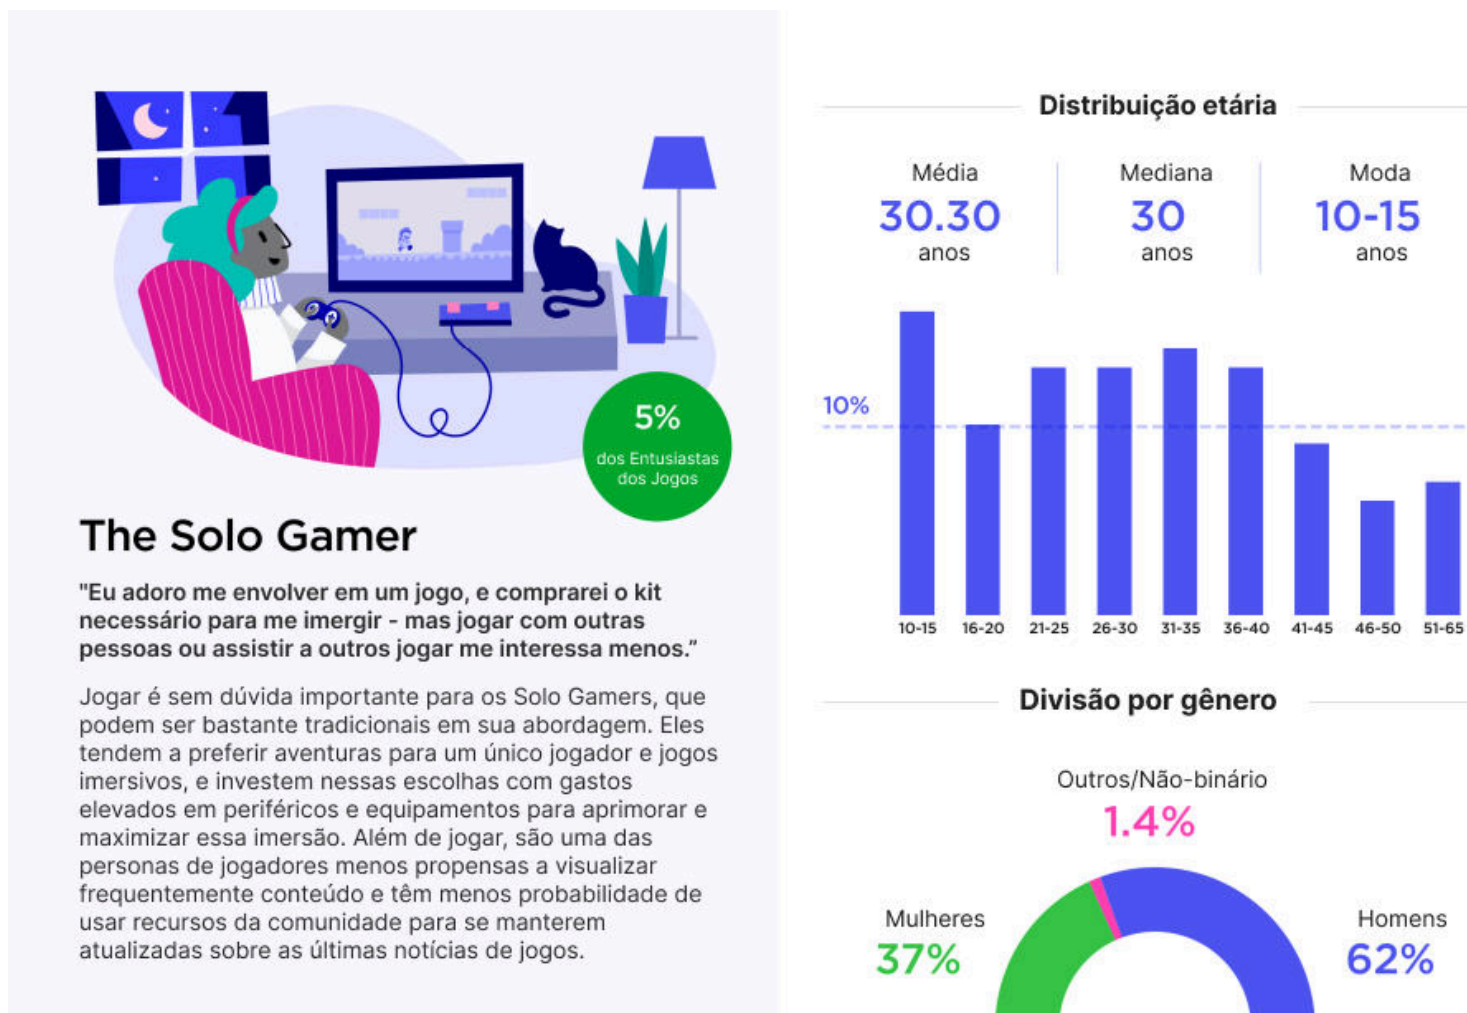 5%
dos Entusiastas
dos Jogos
The Solo Gamer
"Eu adoro me envolver em um jogo, e comprarei o kit
necessário para me imergir - mas jogar com outras
pessoas ou assistir a outros jogar me interessa menos.”
Jogar é sem dúvida importante para os Solo Gamers, que
podem ser bastante tradicionais em sua abordagem. Eles
tendem a preferir aventuras para um único jogador e jogos
imersivos, e investem nessas escolhas com gastos
elevados em periféricos e equipamentos para aprimorar e
maximizar essa imersão. Além de jogar, são uma das
personas de jogadores menos propensas a visualizar
frequentemente conteúdo e têm menos probabilidade de
usar recursos da comunidade para se manterem
atualizadas sobre as últimas notícias de jogos.
Distribuição etária
Média Mediana Moda
30.30 30 10-15
anos anos anos
10%
10-15 16-20 21-25 26-30 31-35 36-40 41-45 46-50 51-65
Divisão por gênero
Outros/Não-binário
1.4%
Mulheres Homens
37% 62%